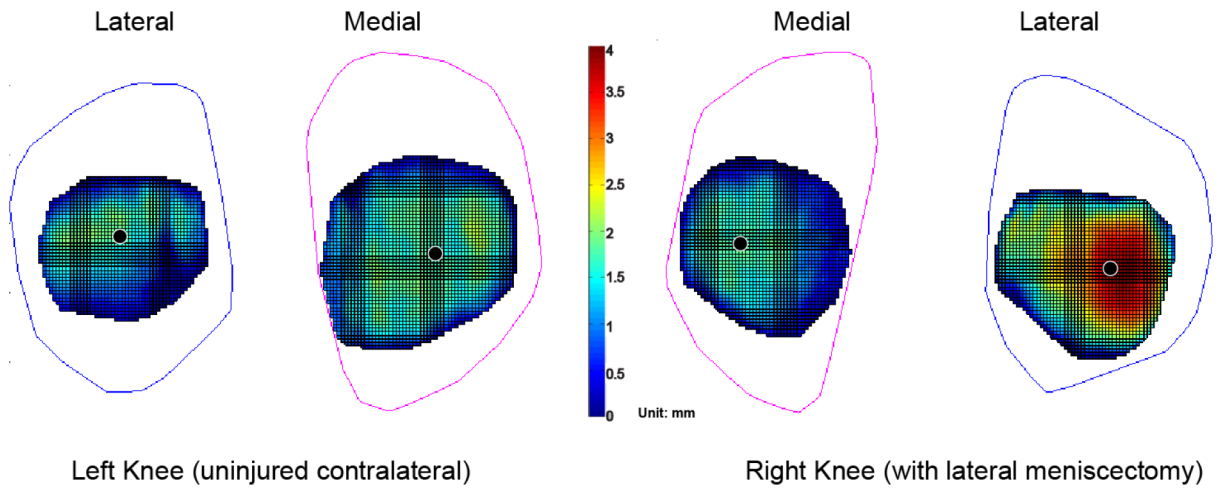 Lateral
Medial
Medial
Lateral
4
3.5
3
2.5
2
1.5
1
0.5
0
Unit: mm
Left Knee (uninjured contralateral)
Right Knee (with lateral meniscectomy)